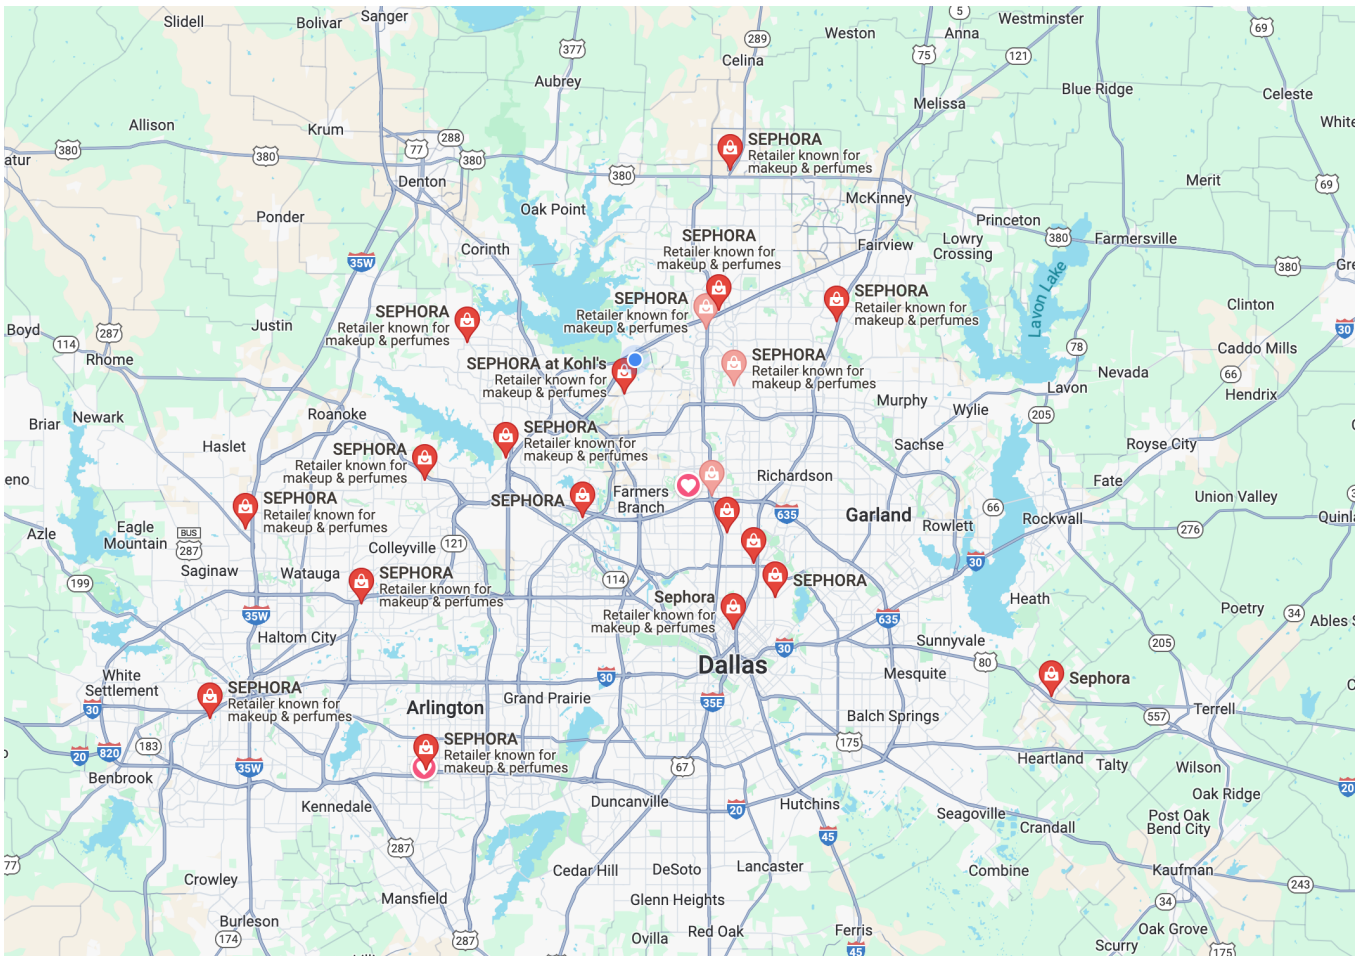 Slidell
Bolivar
Sanger
377
289
Celina
Weston
5
Anna
Westminster
75
121
69
Aubrey
Melissa
Blue Ridge
Celeste
Allison
Krum
288
77
380
380
380
Denton
SEPHORA
Retailer known for
makeup & perfumes
White
atur
380
Oak Point
McKinney
Merit
69
Ponder
Princeton
SEPHORA
Retailer known for
makeup & perfumes
Corinth
Fairview
Lowry
Crossing
380
Farmersville
35W
380
Gre
Lavon Lake
SEPHORA
Retailer known for
makeup & perfumes
SEPHORA
Retailer known for
makeup & perfumes
Clinton
SEPHORA
Retailer known for
makeup & perfumes
Boyd
287
114
Justin
30
Rhome
SEPHORA at Kohl's
Retailer known for
makeup & perfumes
SEPHORA
Retailer known for
makeup & perfumes
78
Caddo Mills
Nevada
66
Lavon
Hendrix
Murphy
Wylie
205
Briar
Newark
Roanoke
SEPHORA
Retailer known for
makeup & perfumes
Haslet
SEPHORA
Retailer known for
makeup & perfumes
Sachse
Royse City
eno
Richardson
Fate
SEPHORA
Retailer known for
makeup & perfumes
SEPHORA
Farmers
Branch
Union Valley
635
Garland
66
Rowlett
Rockwall
276
Quinla
Azle
Eagle
Mountain
BUS
287
Colleyville
121
Saginaw
30
199
Watauga
SEPHORA
Retailer known for
makeup & perfumes
114
SEPHORA
Sephora
Retailer known for
makeup & perfumes
Heath
Poetry
34
Ables S
35W
635
Haltom City
30
Sunnyvale
205
Dallas
80
White
Settlement
30
Mesquite
Sephora
SEPHORA
Retailer known for
makeup & perfumes
Grand Prairie
35E
Arlington
30
Balch Springs
557
Terrell
183
20
820
SEPHORA
Retailer known for
makeup & perfumes
175
Heartland
Talty
Wilson
Benbrook
35W
67
20
Oak Ridge
Kennedale
Duncanville
20
Hutchins
Seagoville
Post Oak
Bend City
Crandall
45
287
77
Cedar Hill
DeSoto
Lancaster
Combine
Kaufman
243
Crowley
Mansfield
Glenn Heights
34
Burleson
174
287
Ovilla
Red Oak
Ferris
45
Oak Grove
Scurry
175